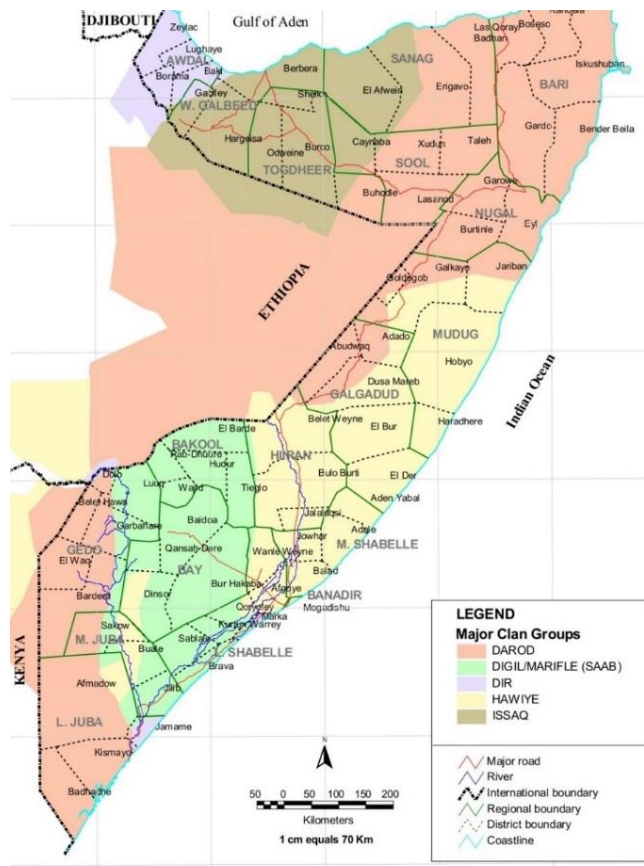 DJIBOUTI
Gulf of Aden
Zeylac
Lughaye
AWDAL
Borama
Baki
Gabiley
W. GALBEED
Berbera
Sheikh
Hargeisa
Odweine
Burco
TOGDHEER
El Afwein
SANAG
Erigavo
Las Qoray
Badhan
Boseso
Iskushuban
BARI
Gardo
Bender Beila
Caynaba
Xudun
Taleh
SOOL
Buhodle
Lasanod
Garowe
NUGAL
Eyl
Burtinle
Goldogob
Galkayo
Jariban
ETHIOPIA
MUDUG
Adado
Abudwaq
Hobyo
Dusa Mareb
GALGADUD
Indian Ocean
Haradhere
Belet Weyne
El Bur
El Barde
BAKOOL
Rab-Dhuure
Hudur
HIRAN
Bulo Burti
El Der
Aden Yabal
Dolo
Luuq
Wajid
Tieglo
Belet Hawa
Garbahare
Baidoa
Jalalaqsi
Adale
GEDO
El Waq
Qansah-Dere
Wanle Weyne
Jowhar
M. SHABELLE
BAY
Dinsor
Bur Hakaba
Balad
BANADIR
Afgoye
Mogadishu
Bardera
Qoryoley
Marka
Kurtun Warrey
Sakow
M. JUBA
Buale
Sablale
L. SHABELLE
Brava
KENYA
Afmadow
Jilib
L. JUBA
Jamame
Kismayo
Badhadhe
N
50 0 50 100 150 200
Kilometers
1 cm equals 70 Km
LEGEND
Major Clan Groups
DAROD
DIGIL/MARIFLE (SAAB)
DIR
HAWIYE
ISSAQ
Major road
River
International boundary
Regional boundary
District boundary
Coastline